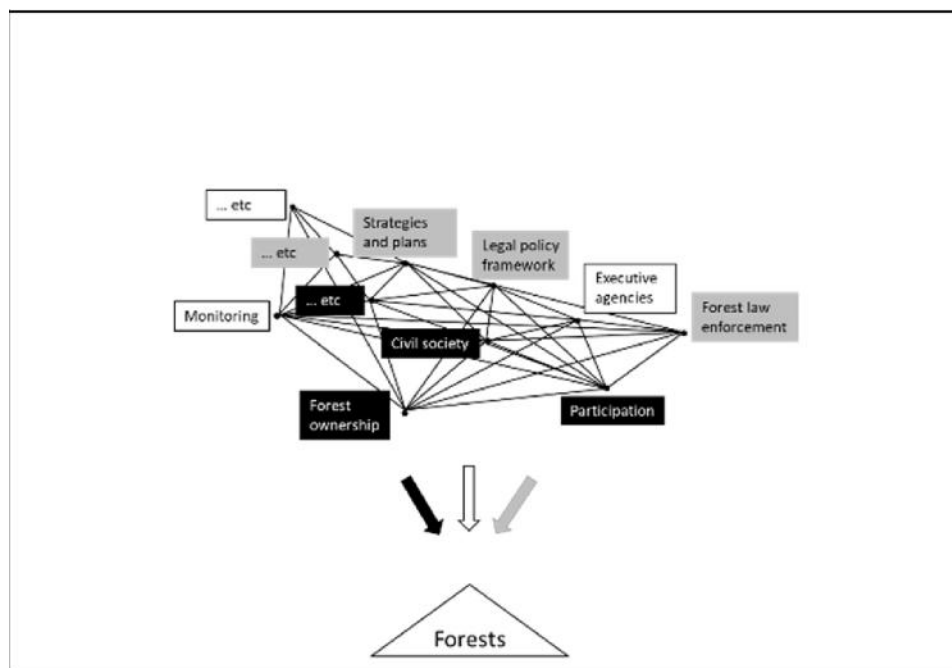 ... etc
Strategies
and plans
Legal policy
framework
... etc
Executive
agencies
... etc
Monitoring
Forest law
enforcement
Civil society
Forest
ownership
Participation
Forests